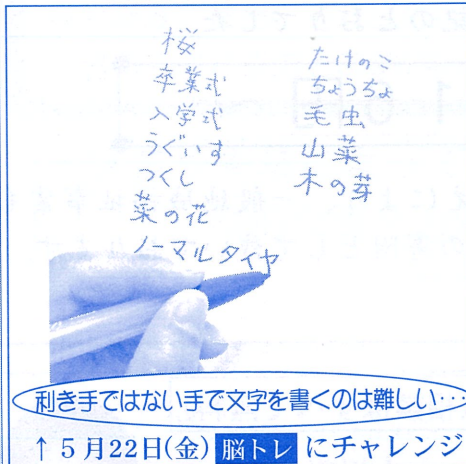 桜
卒業式
入学式
うぐいす
つくし
菜の花
ノーマルタイヤ
たけのこ
ちょうちょ
毛虫
山菜
木の芽
利き手ではない手で文字を書くのは難しい・・・
↑5月22日(金) 脳トレ にチャレンジ